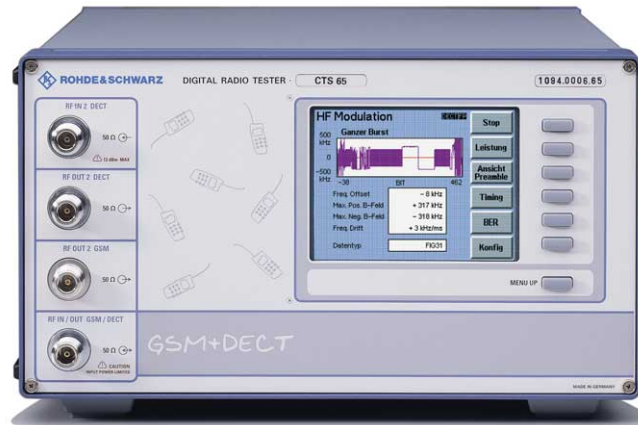 ROHDE&SCHWARZ
DIGITAL RADIO TESTER · CTS 65
1094.0006.65
RF IN 2 DECT
50 Ω
12 dBm MAX
RF OUT 2 DECT
50 Ω
RF OUT 2 GSM
50 Ω
RF IN / OUT GSM / DECT
50 Ω
CAUTION
INPUT POWER LIMITED
HF Modulation
Ganzer Burst
500
kHz
0
-500
kHz
-38 BIT 462
Freq. Offset - 8 kHz
Max. Pos. B-Feld + 317 kHz
Max. Neg. B-Feld - 318 kHz
Freq. Drift + 3 kHz/ms
Datentyp FIG31
Stop
Leistung
Ansicht
Preamble
Timing
BER
Konfig
MENU UP
GSM+DECT
MADE IN GERMANY